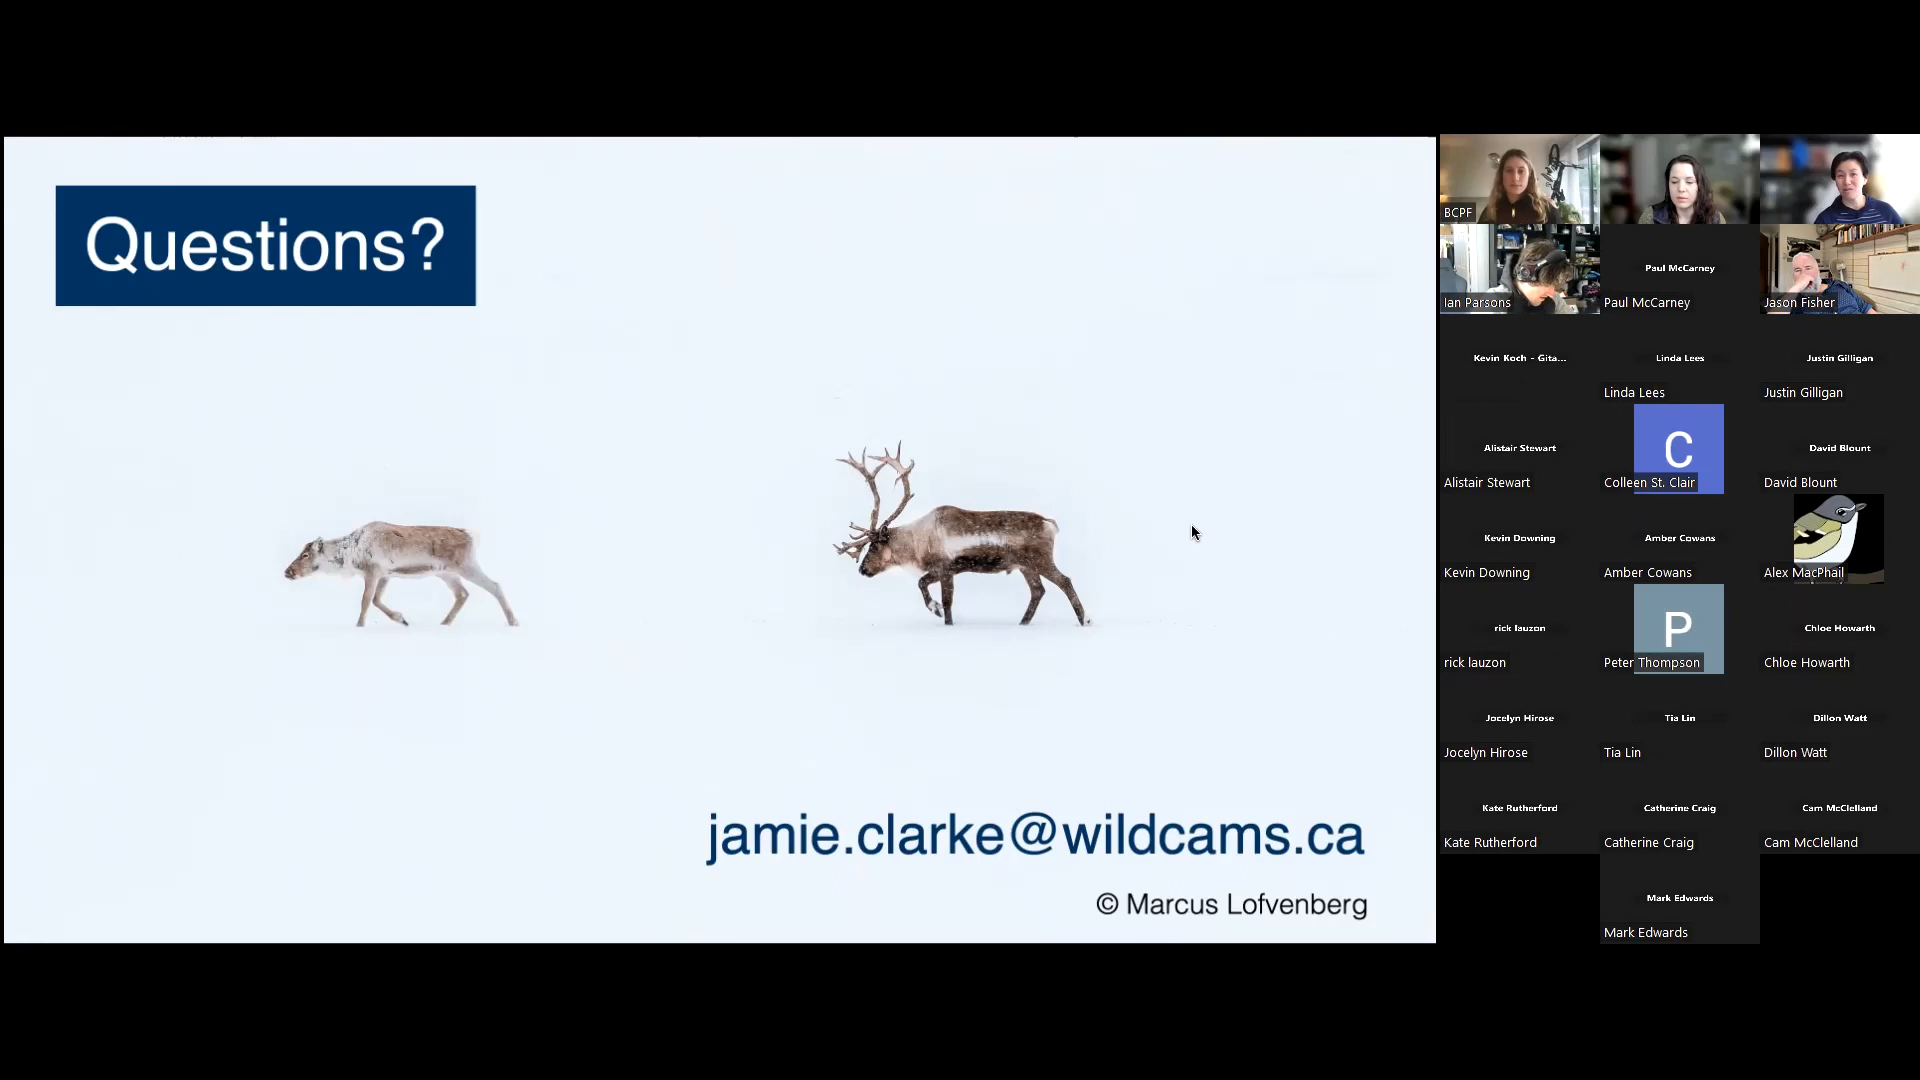 Questions?
jamie.clarke@wildcams.ca
© Marcus Lofvenberg
BCPF
Ian Parsons
Paul McCarney
Paul McCarney
Jason Fisher
Kevin Koch - Gita...
Linda Lees
Linda Lees
Justin Gilligan
Justin Gilligan
Alistair Stewart
Alistair Stewart
C
Colleen St. Clair
David Blount
David Blount
Kevin Downing
Kevin Downing
Amber Cowans
Amber Cowans
Alex MacPhail
rick lauzon
rick lauzon
P
Peter Thompson
Chloe Howarth
Chloe Howarth
Jocelyn Hirose
Jocelyn Hirose
Tia Lin
Tia Lin
Dillon Watt
Dillon Watt
Kate Rutherford
Kate Rutherford
Catherine Craig
Catherine Craig
Cam McClelland
Cam McClelland
Mark Edwards
Mark Edwards